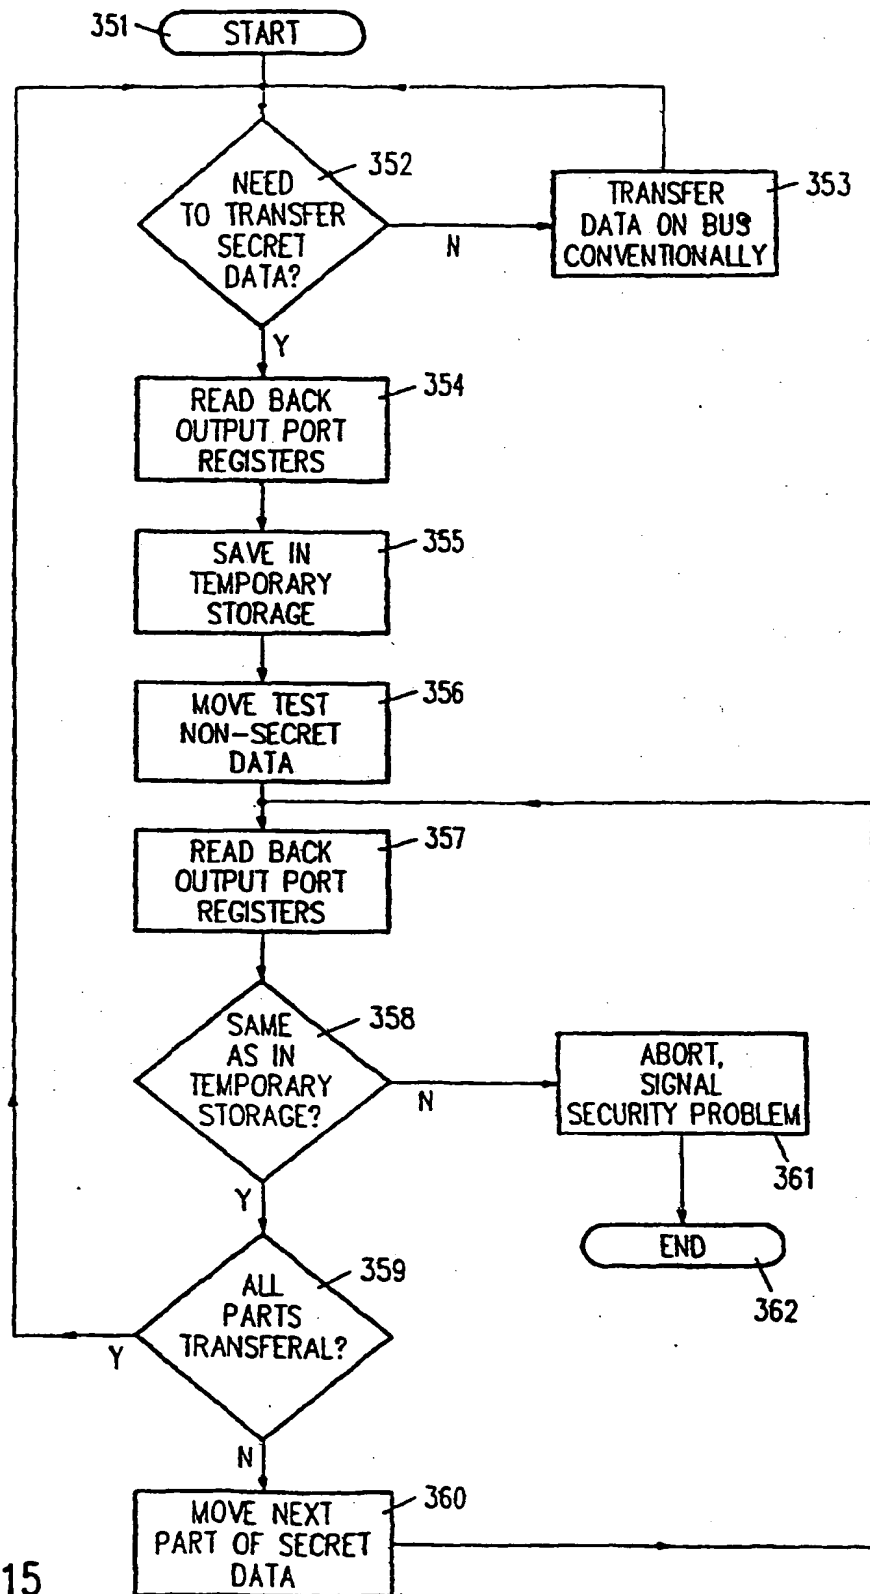 351
START
352
NEED
TO TRANSFER
SECRET
DATA?
N
Y
353
TRANSFER
DATA ON BUS
CONVENTIONALLY
354
READ BACK
OUTPUT PORT
REGISTERS
355
SAVE IN
TEMPORARY
STORAGE
356
MOVE TEST
NON-SECRET
DATA
357
READ BACK
OUTPUT PORT
REGISTERS
358
SAME
AS IN
TEMPORARY
STORAGE?
N
Y
ABORT,
SIGNAL
SECURITY PROBLEM
361
END
362
359
ALL
PARTS
TRANSFERAL?
Y
N
360
MOVE NEXT
PART OF SECRET
DATA
15